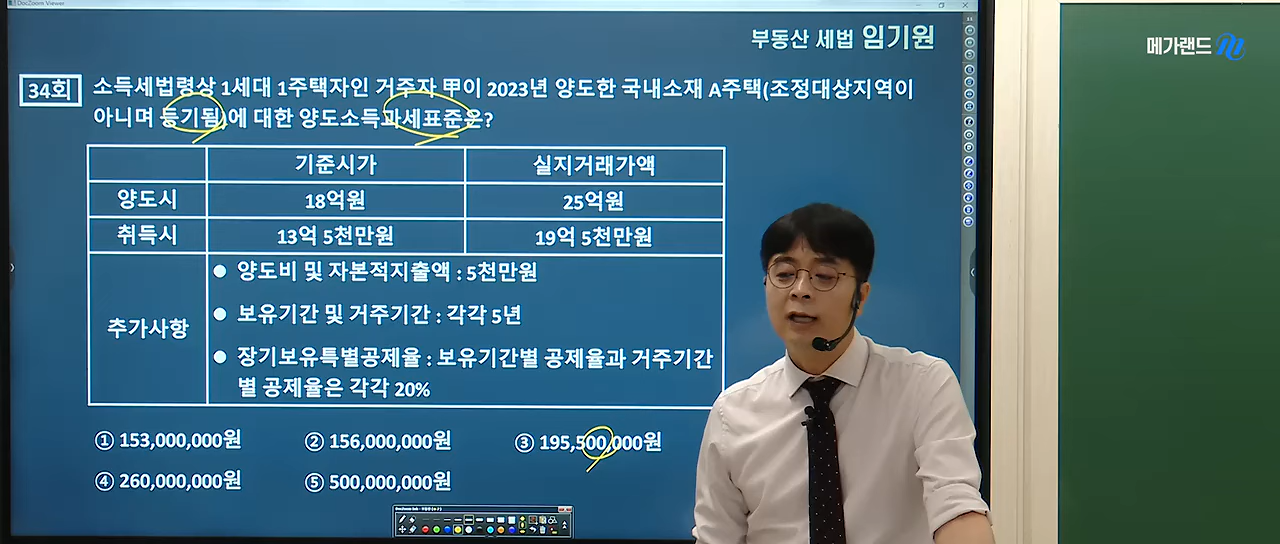 DocZoom Viewer
부동산 세법 임기원
메가랜드
34회
소득세법령상 1세대 1주택자인 거주자 甲이 2023년 양도한 국내소재 A주택(조정대상지역이
아니며 등기됨)에 대한 양도소득과세표준은?
기준시가 실지거래가액
양도시 18억원 25억원
취득시 13억 5천만원 19억 5천만원
추가사항
● 양도비 및 자본적지출액 : 5천만원
● 보유기간 및 거주기간 : 각각 5년
● 장기보유특별공제율 : 보유기간별 공제율과 거주기간
별 공제율은 각각 20%
① 153,000,000원 ② 156,000,000원 ③ 195,500,000원
④ 260,000,000원 ⑤ 500,000,000원